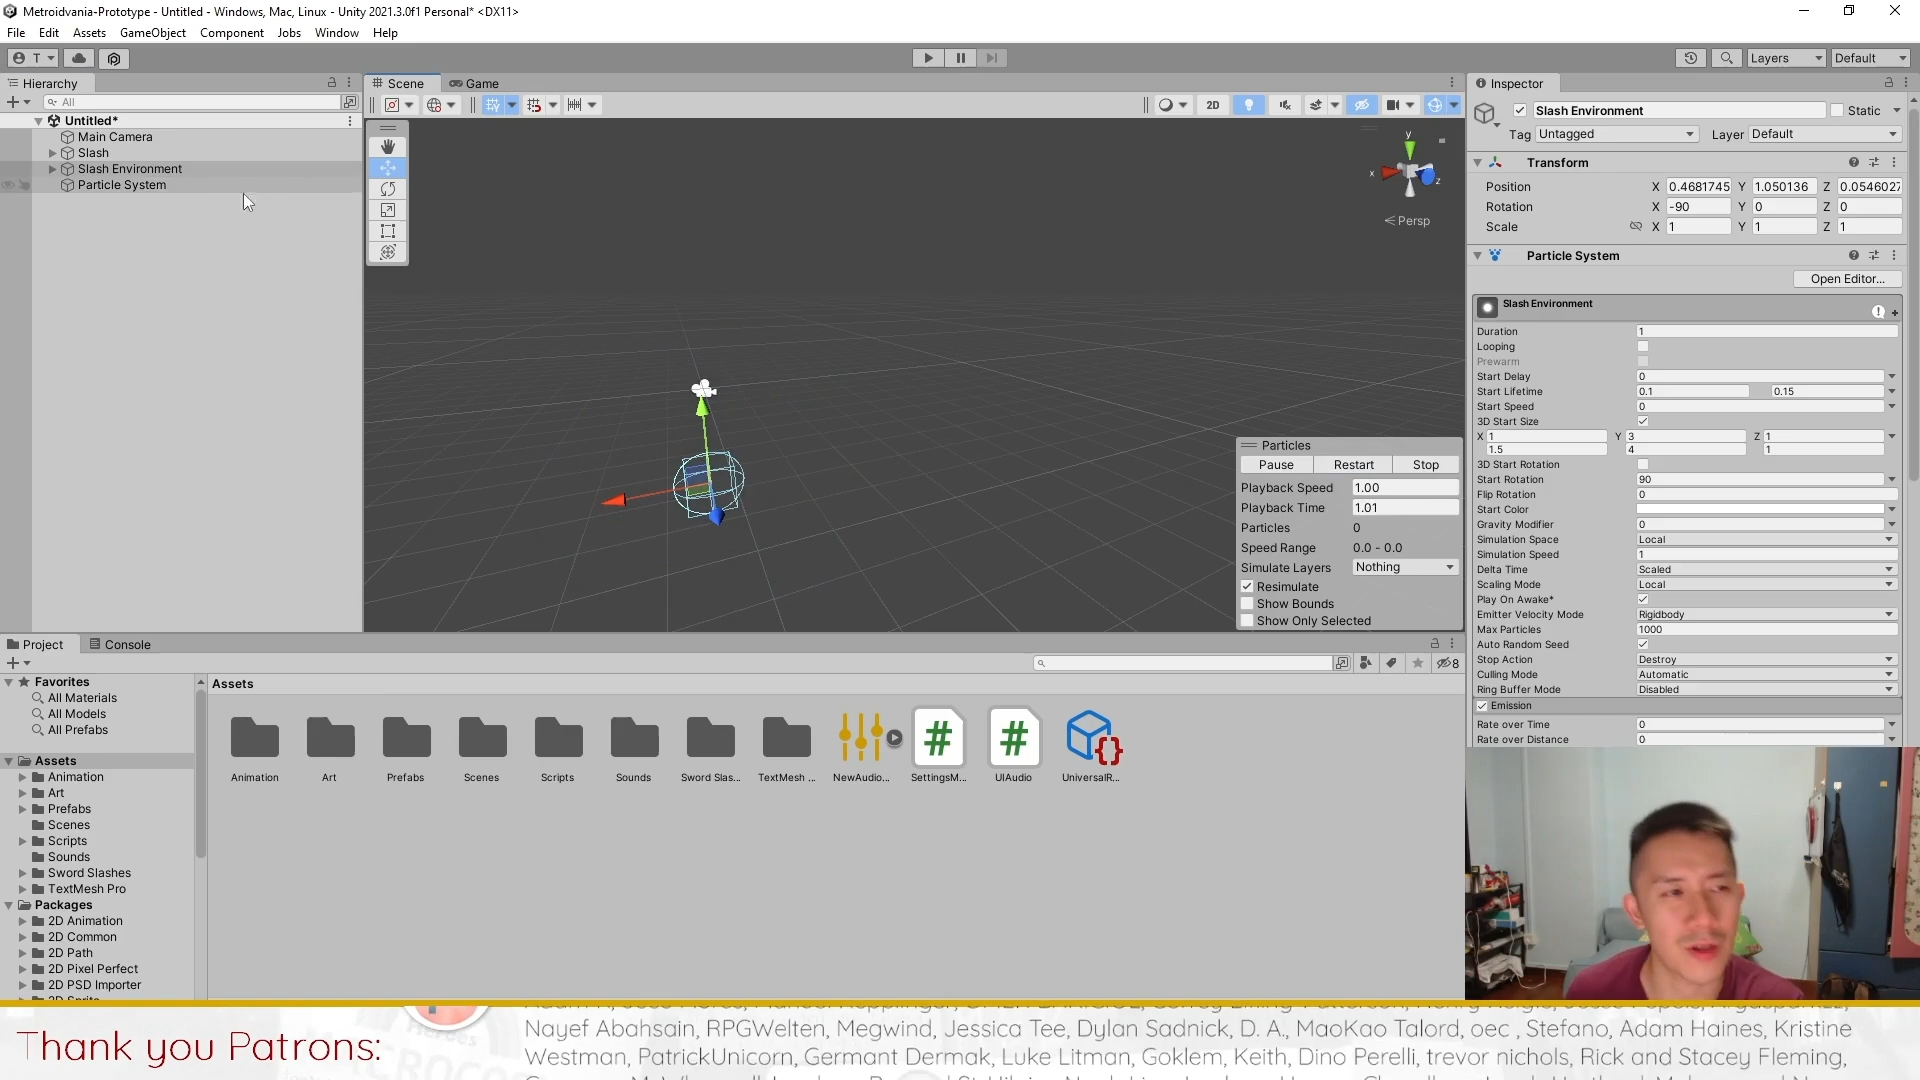 Metroidvania-Prototype - Untitled - Windows, Mac, Linux - Unity 2021.3.0f1 Personal* <DX11>
File Edit Assets GameObject Component Jobs Window Help
T
Layers
Default
Hierarchy
All
Untitled*
Main Camera
Slash
Slash Environment
Particle System
Scene
Game
2D
y
x
z
Persp
Particles
Pause Restart Stop
Playback Speed 1.00
Playback Time 1.01
Particles 0
Speed Range 0.0 - 0.0
Simulate Layers Nothing
Resimulate
Show Bounds
Show Only Selected
Inspector
Slash Environment Static
Tag Untagged Layer Default
Transform
Position X 0.4681745 Y 1.050136 Z 0.0546027
Rotation X -90 Y 0 Z 0
Scale X 1 Y 1 Z 1
Particle System
Open Editor...
Slash Environment
Duration 1
Looping
Prewarm
Start Delay 0
Start Lifetime 0.1 0.15
Start Speed 0
3D Start Size
X 1 Y 3 Z 1
1.5 4 1
3D Start Rotation
Start Rotation 90
Flip Rotation 0
Start Color
Gravity Modifier 0
Simulation Space Local
Simulation Speed 1
Delta Time Scaled
Scaling Mode Local
Play On Awake*
Emitter Velocity Mode Rigidbody
Max Particles 1000
Auto Random Seed
Stop Action Destroy
Culling Mode Automatic
Ring Buffer Mode Disabled
Emission
Rate over Time 0
Rate over Distance 0
Project
Console
8
Favorites
All Materials
All Models
All Prefabs
Assets
Animation
Art
Prefabs
Scenes
Scripts
Sounds
Sword Slashes
TextMesh Pro
Packages
2D Animation
2D Common
2D Path
2D Pixel Perfect
2D PSD Importer
Assets
Animation Art Prefabs Scenes Scripts Sounds Sword Slas... TextMesh ... NewAudio... SettingsM... UIAudio UniversalR...
Thank you Patrons:
Nayef Abahsain, RPGWelten, Megwind, Jessica Tee, Dylan Sadnick, D. A., MaoKao Talord, oec , Stefano, Adam Haines, Kristine
Westman, PatrickUnicorn, Germant Dermak, Luke Litman, Goklem, Keith, Dino Perelli, trevor nichols, Rick and Stacey Fleming,